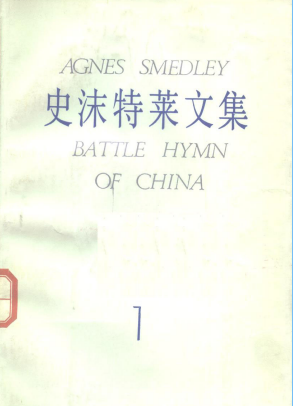 AGNES SMEDLEY
史沫特莱文集
BATTLE HYMN
OF CHINA
1